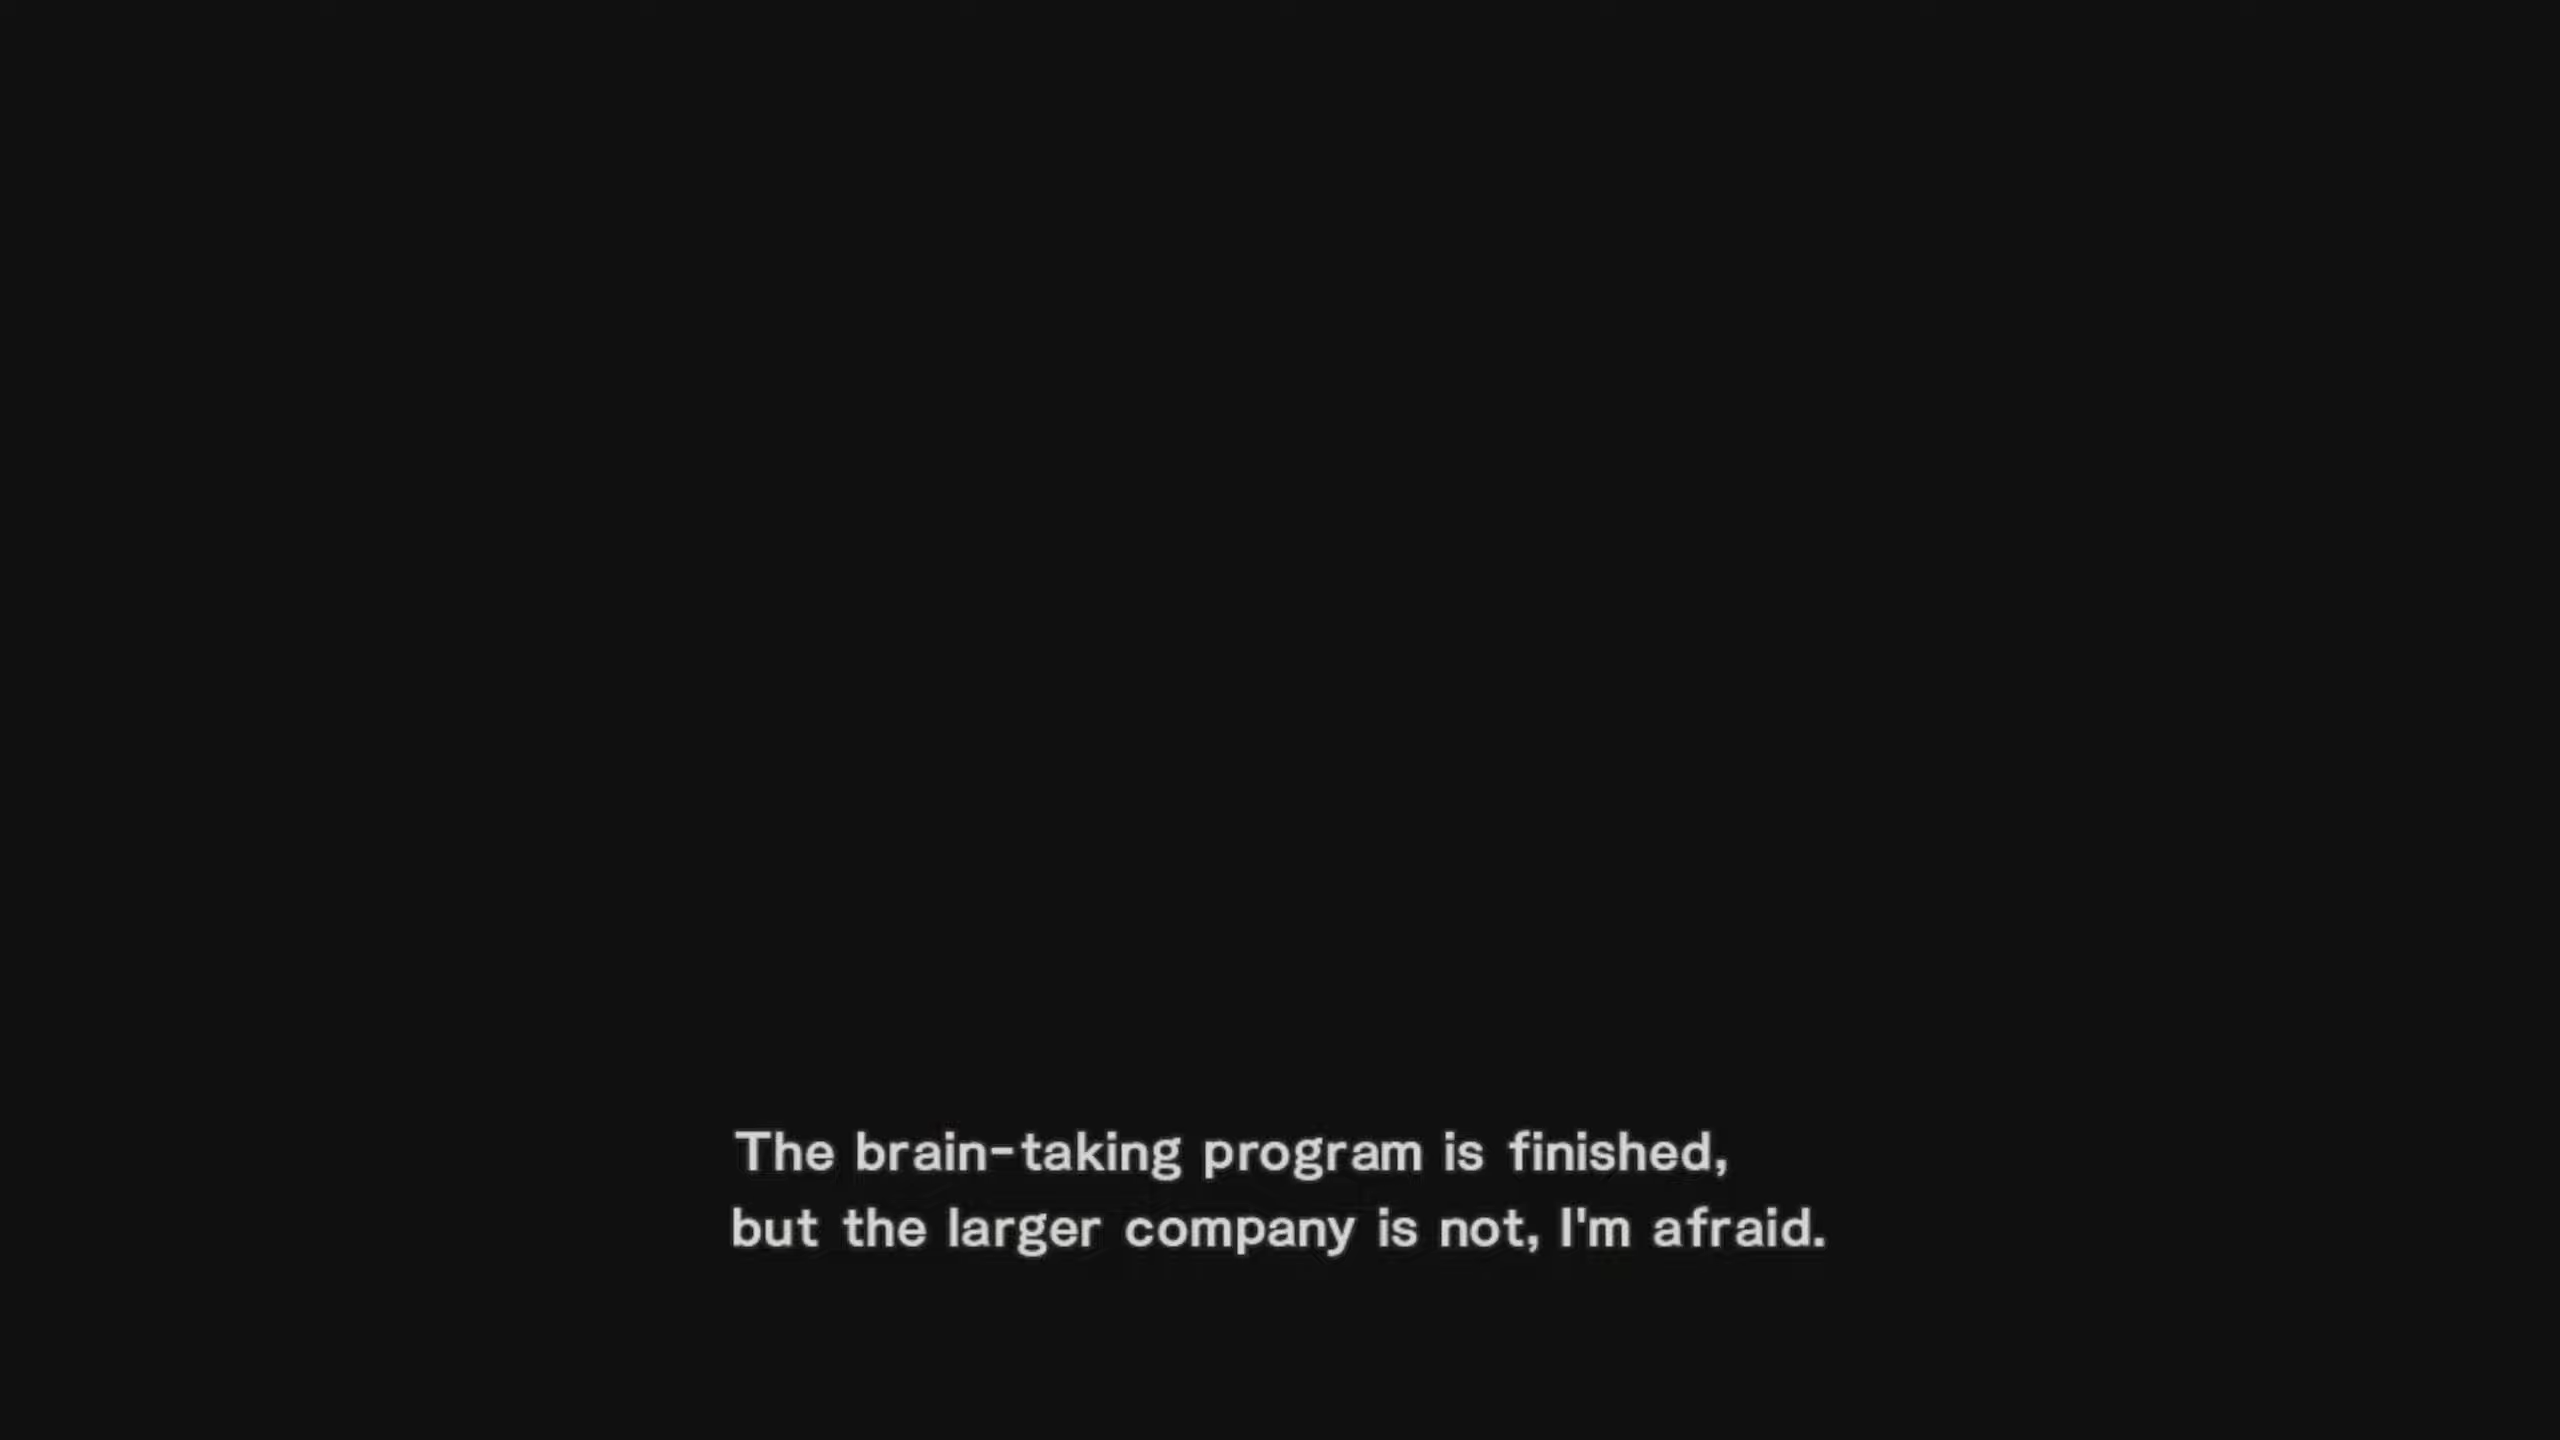 The brain-taking program is finished,
but the larger company is not, I'm afraid.